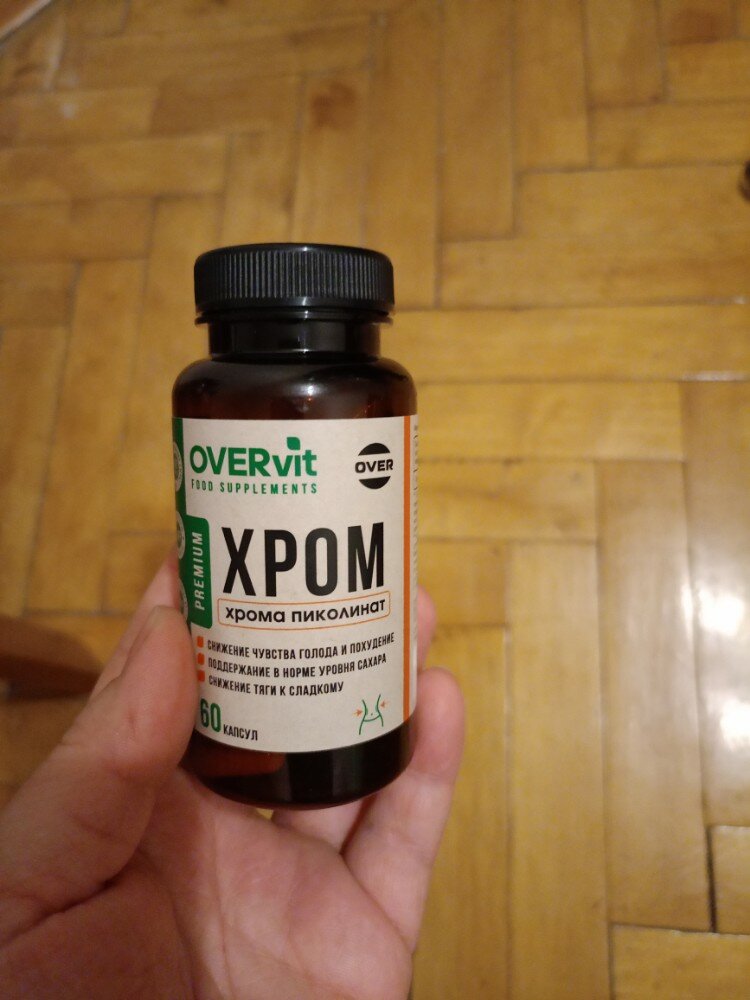 OVERvit
FOOD SUPPLEMENTS
OVER
PREMIUM
ХРОМ
хрома пиколинат
СНИЖЕНИЕ ЧУВСТВА ГОЛОДА И ПОХУДЕНИЕ
ПОДДЕРЖАНИЕ В НОРМЕ УРОВНЯ САХАРА
СНИЖЕНИЕ ТЯГИ К СЛАДКОМУ
60 КАПСУЛ